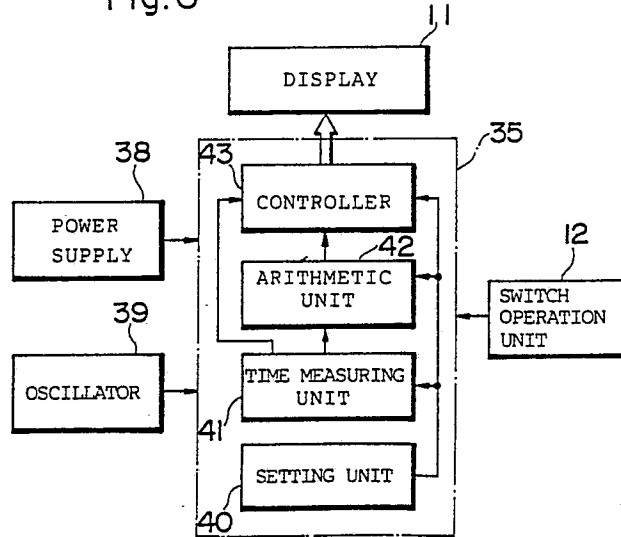 Fig. 6
11
DISPLAY
35
43
CONTROLLER
38
POWER
SUPPLY
42
ARITHMETIC
UNIT
12
SWITCH
OPERATION
UNIT
39
OSCILLATOR
TIME MEASURING
UNIT
41
SETTING UNIT
40